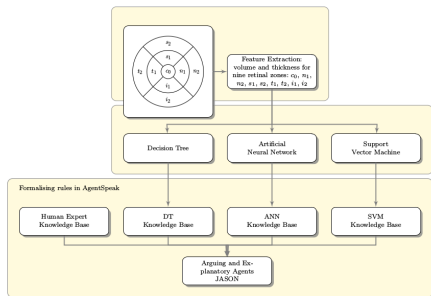 s2
s1
t2 t1 c0 n1 n2
i1
i2
Feature Extraction:
volume and thickness for
nine retinal zones: c0, n1,
n2, s1, s2, t1, t2, i1, i2
Decision Tree
Artificial
Neural Network
Support
Vector Machine
Formalising rules in AgentSpeak
Human Expert
Knowledge Base
DT
Knowledge Base
ANN
Knowledge Base
SVM
Knowledge Base
Arguing and Ex-
planatory Agents
JASON